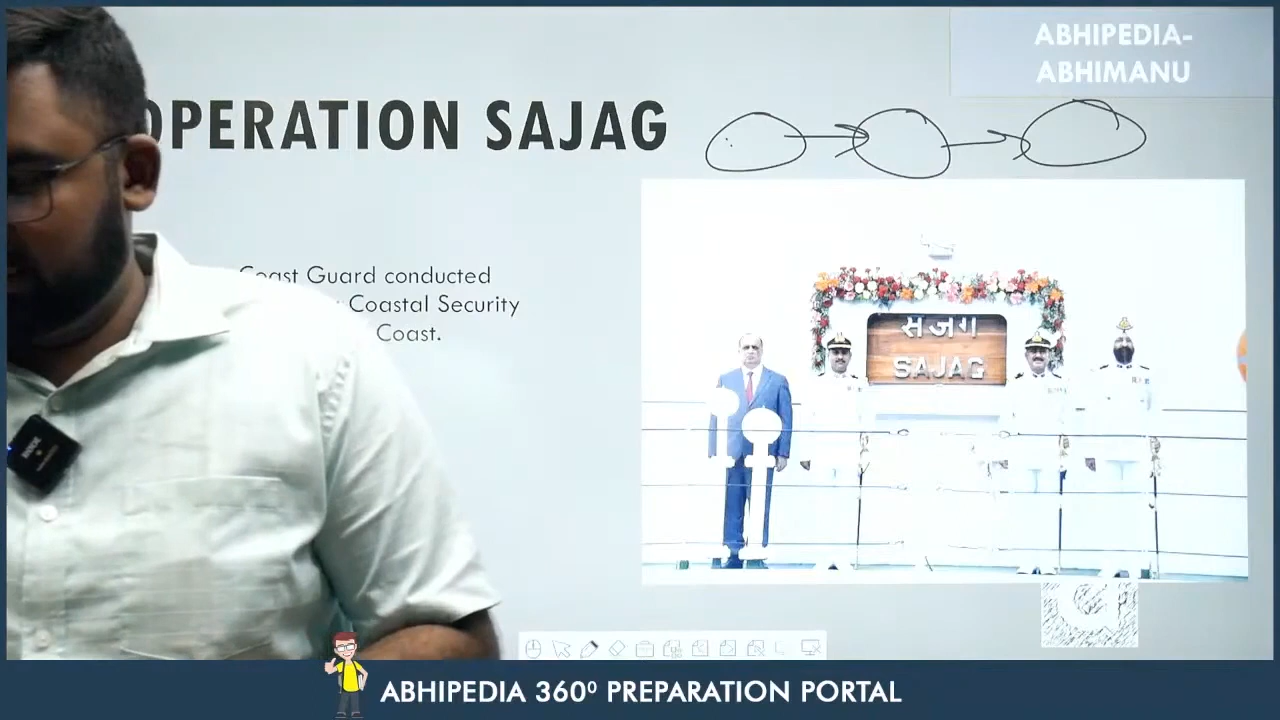 ABHIPEDIA-
ABHIMANU
OPERATION SAJAG
Coast Guard conducted
Coastal Security
Coast.
सजग
SAJAG
ABHIPEDIA 360⁰ PREPARATION PORTAL